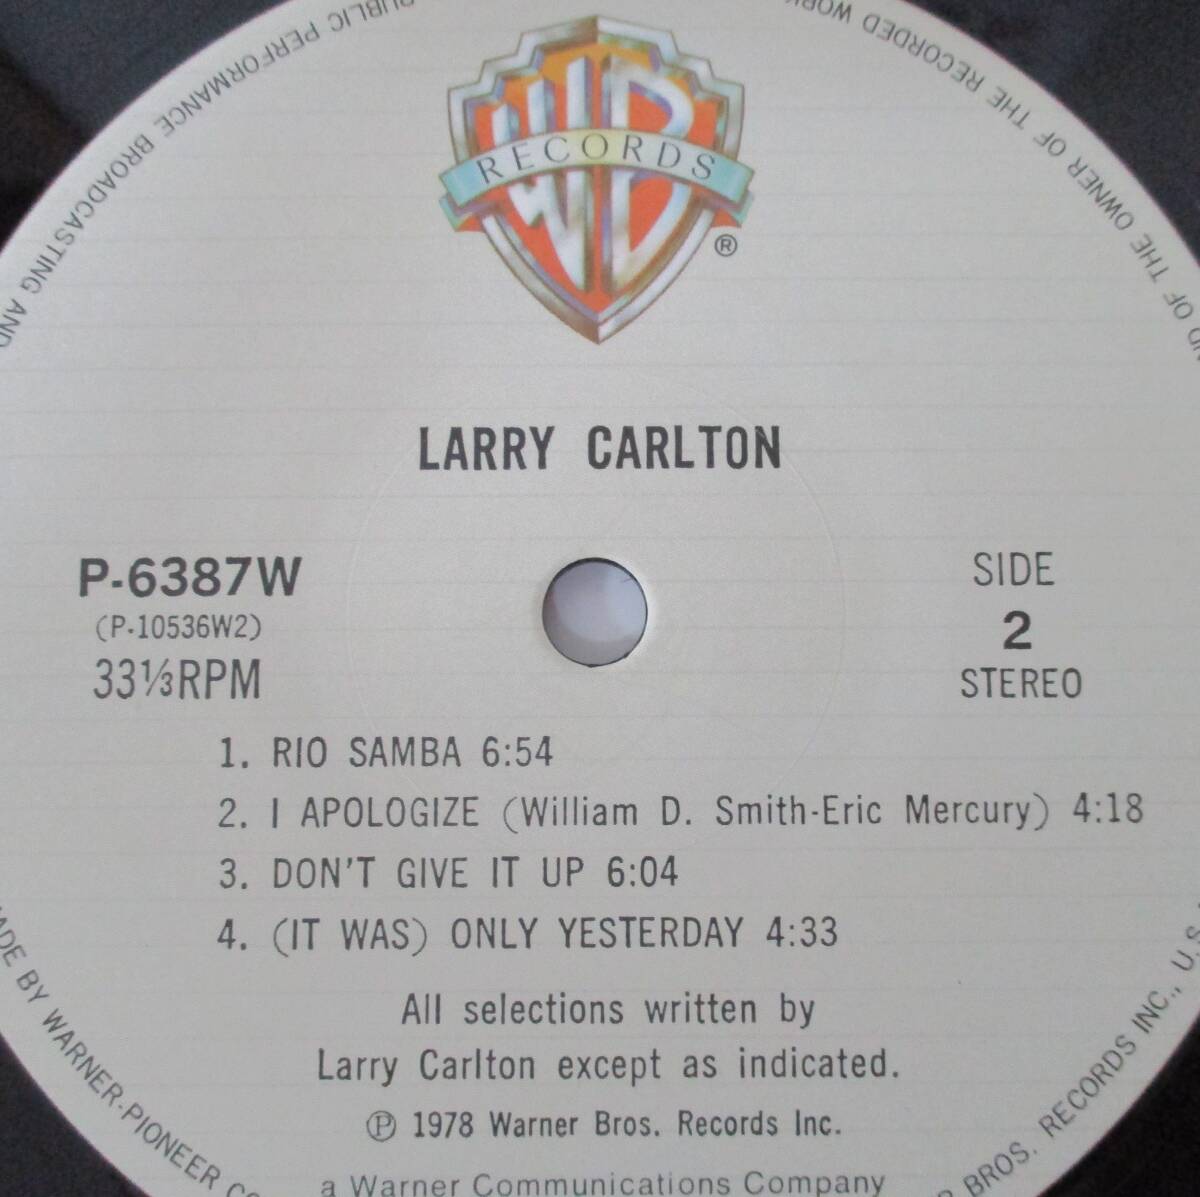 PUBLIC PERFORMANCE BROADCASTING AND
OF THE OWNER OF THE RECORDED
RECORDS
®
LARRY CARLTON
P-6387W
(P-10536W2)
33⅓RPM
SIDE
2
STEREO
1. RIO SAMBA 6:54
2. I APOLOGIZE (William D. Smith-Eric Mercury) 4:18
3. DON'T GIVE IT UP 6:04
4. (IT WAS) ONLY YESTERDAY 4:33
All selections written by
Larry Carlton except as indicated.
℗ 1978 Warner Bros. Records Inc.
a Warner Communications Company
BY WARNER-PIONEER
BROS. RECORDS INC., U.S.